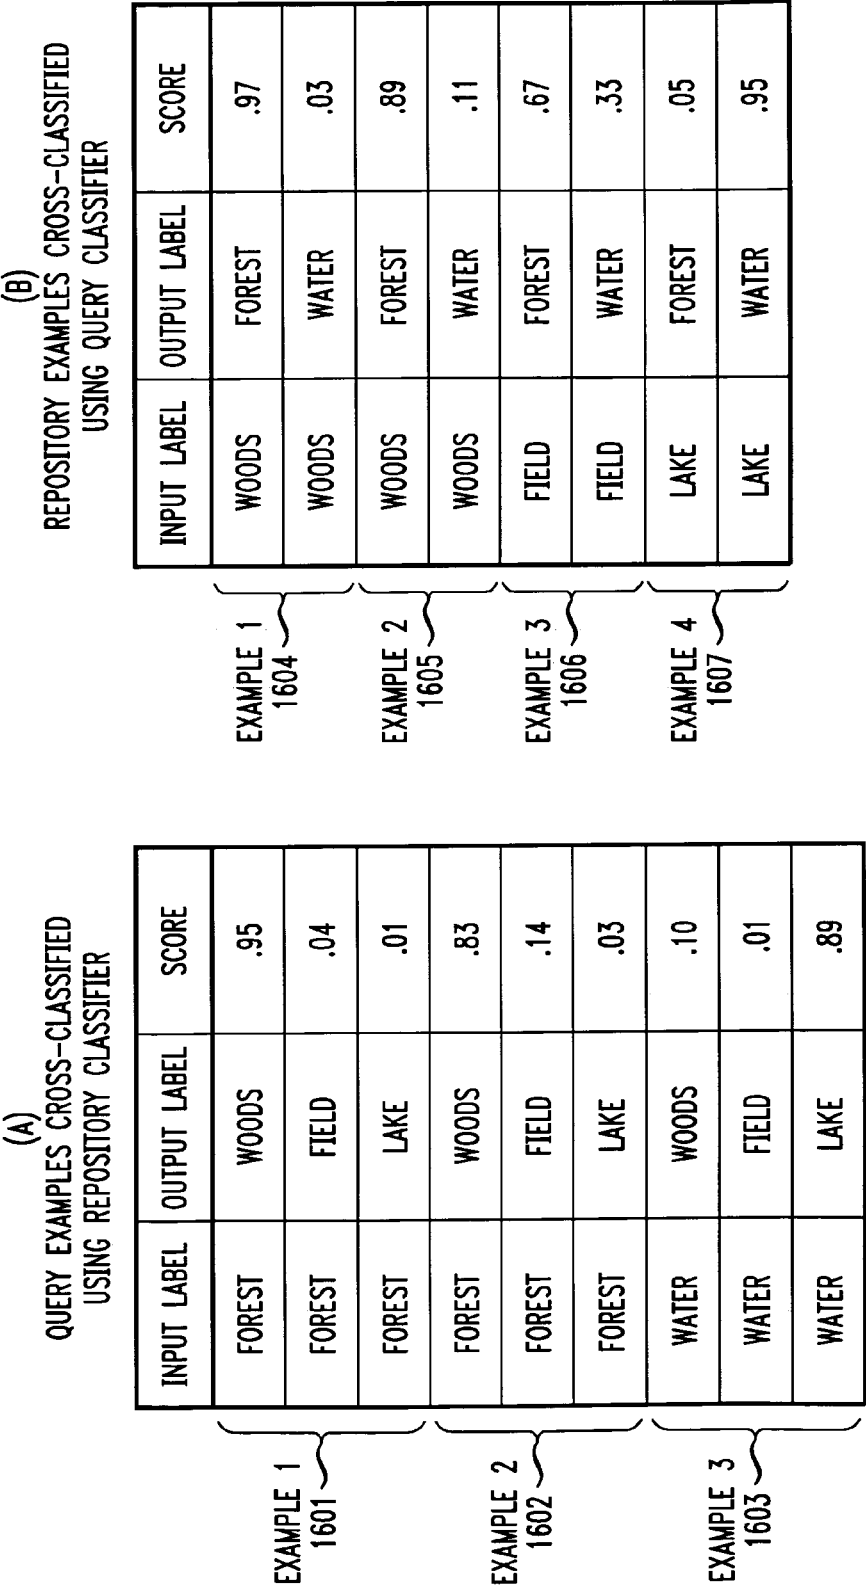 (A)
QUERY EXAMPLES CROSS-CLASSIFIED
USING REPOSITORY CLASSIFIER
INPUT LABEL OUTPUT LABEL SCORE
FOREST WOODS .95
FOREST FIELD .04
FOREST LAKE .01
FOREST WOODS .83
FOREST FIELD .14
FOREST LAKE .03
WATER WOODS .10
WATER FIELD .01
WATER LAKE .89
EXAMPLE 1
1601
EXAMPLE 2
1602
EXAMPLE 3
1603
(B)
REPOSITORY EXAMPLES CROSS-CLASSIFIED
USING QUERY CLASSIFIER
INPUT LABEL OUTPUT LABEL SCORE
WOODS FOREST .97
WOODS WATER .03
WOODS FOREST .89
WOODS WATER .11
FIELD FOREST .67
FIELD WATER .33
LAKE FOREST .05
LAKE WATER .95
EXAMPLE 1
1604
EXAMPLE 2
1605
EXAMPLE 3
1606
EXAMPLE 4
1607